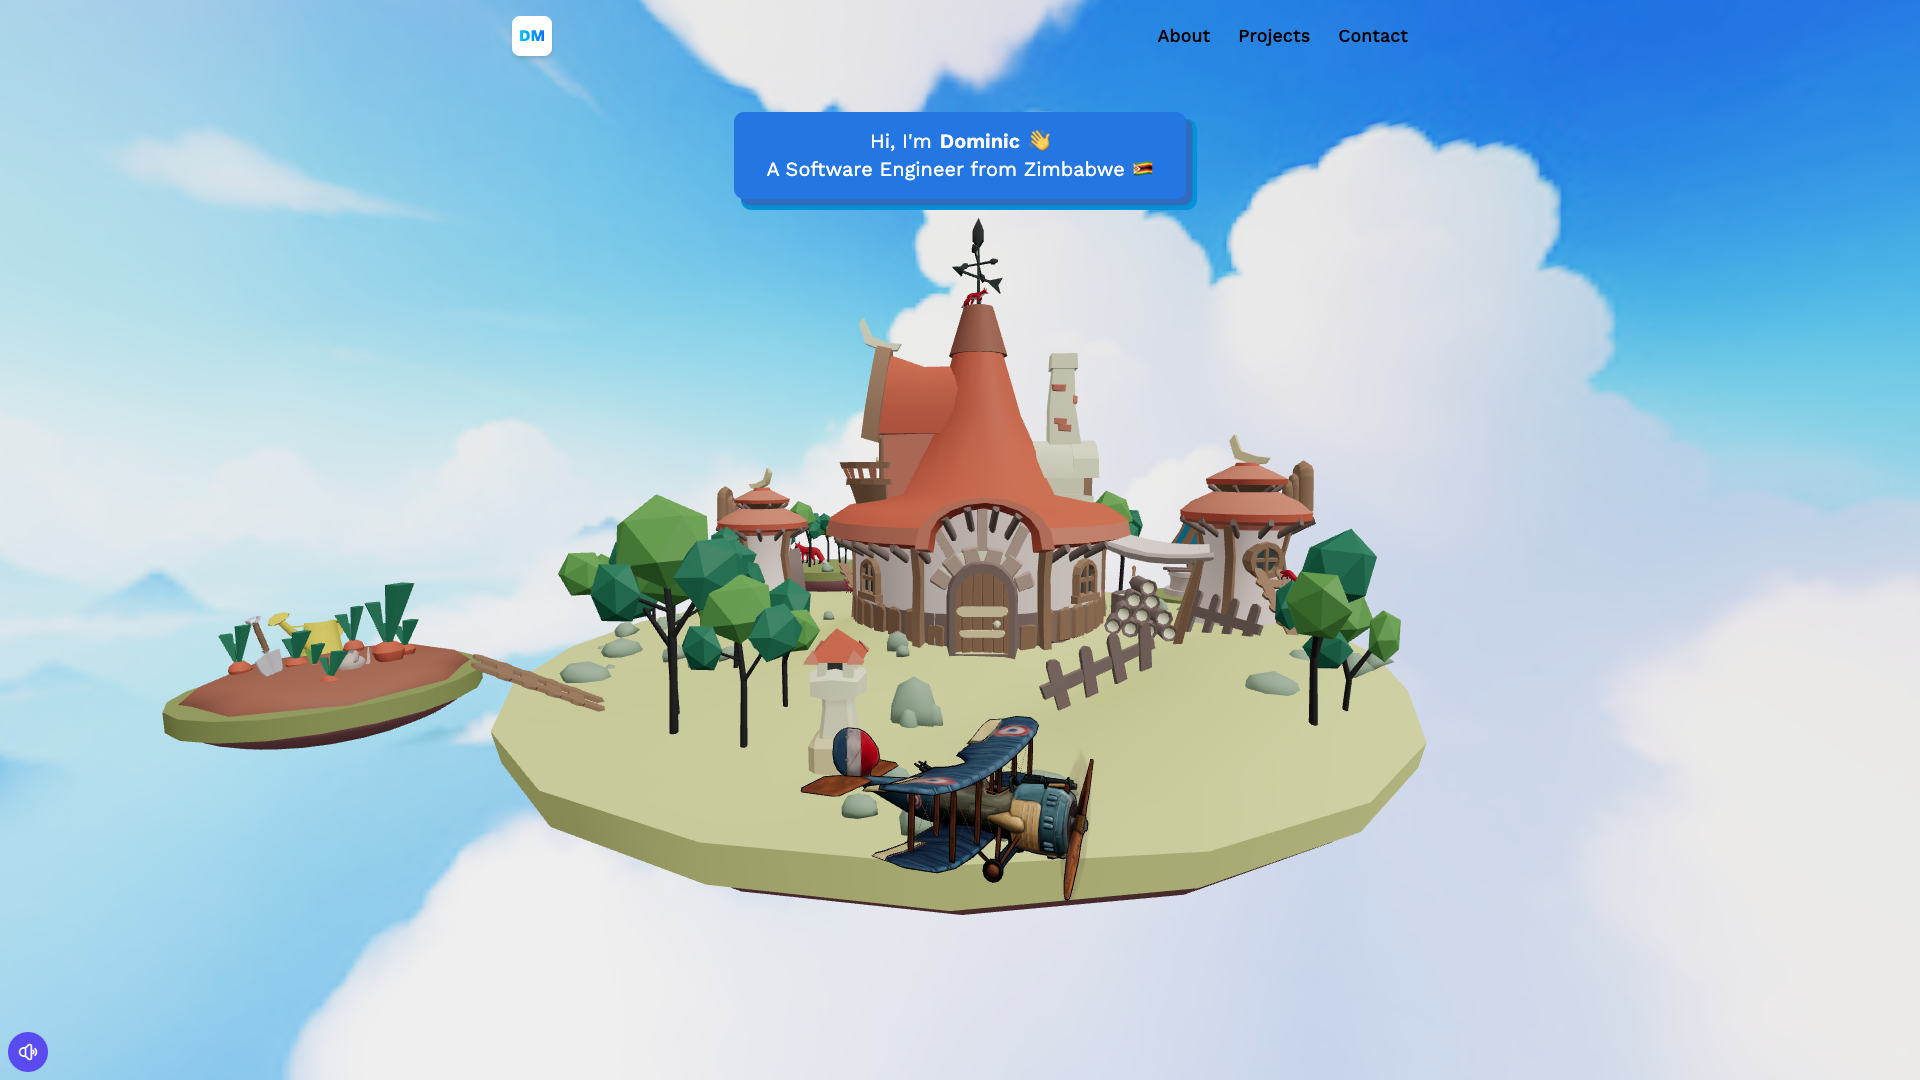 DM
About Projects Contact
Hi, I'm Dominic 👋
A Software Engineer from Zimbabwe 🇿🇼